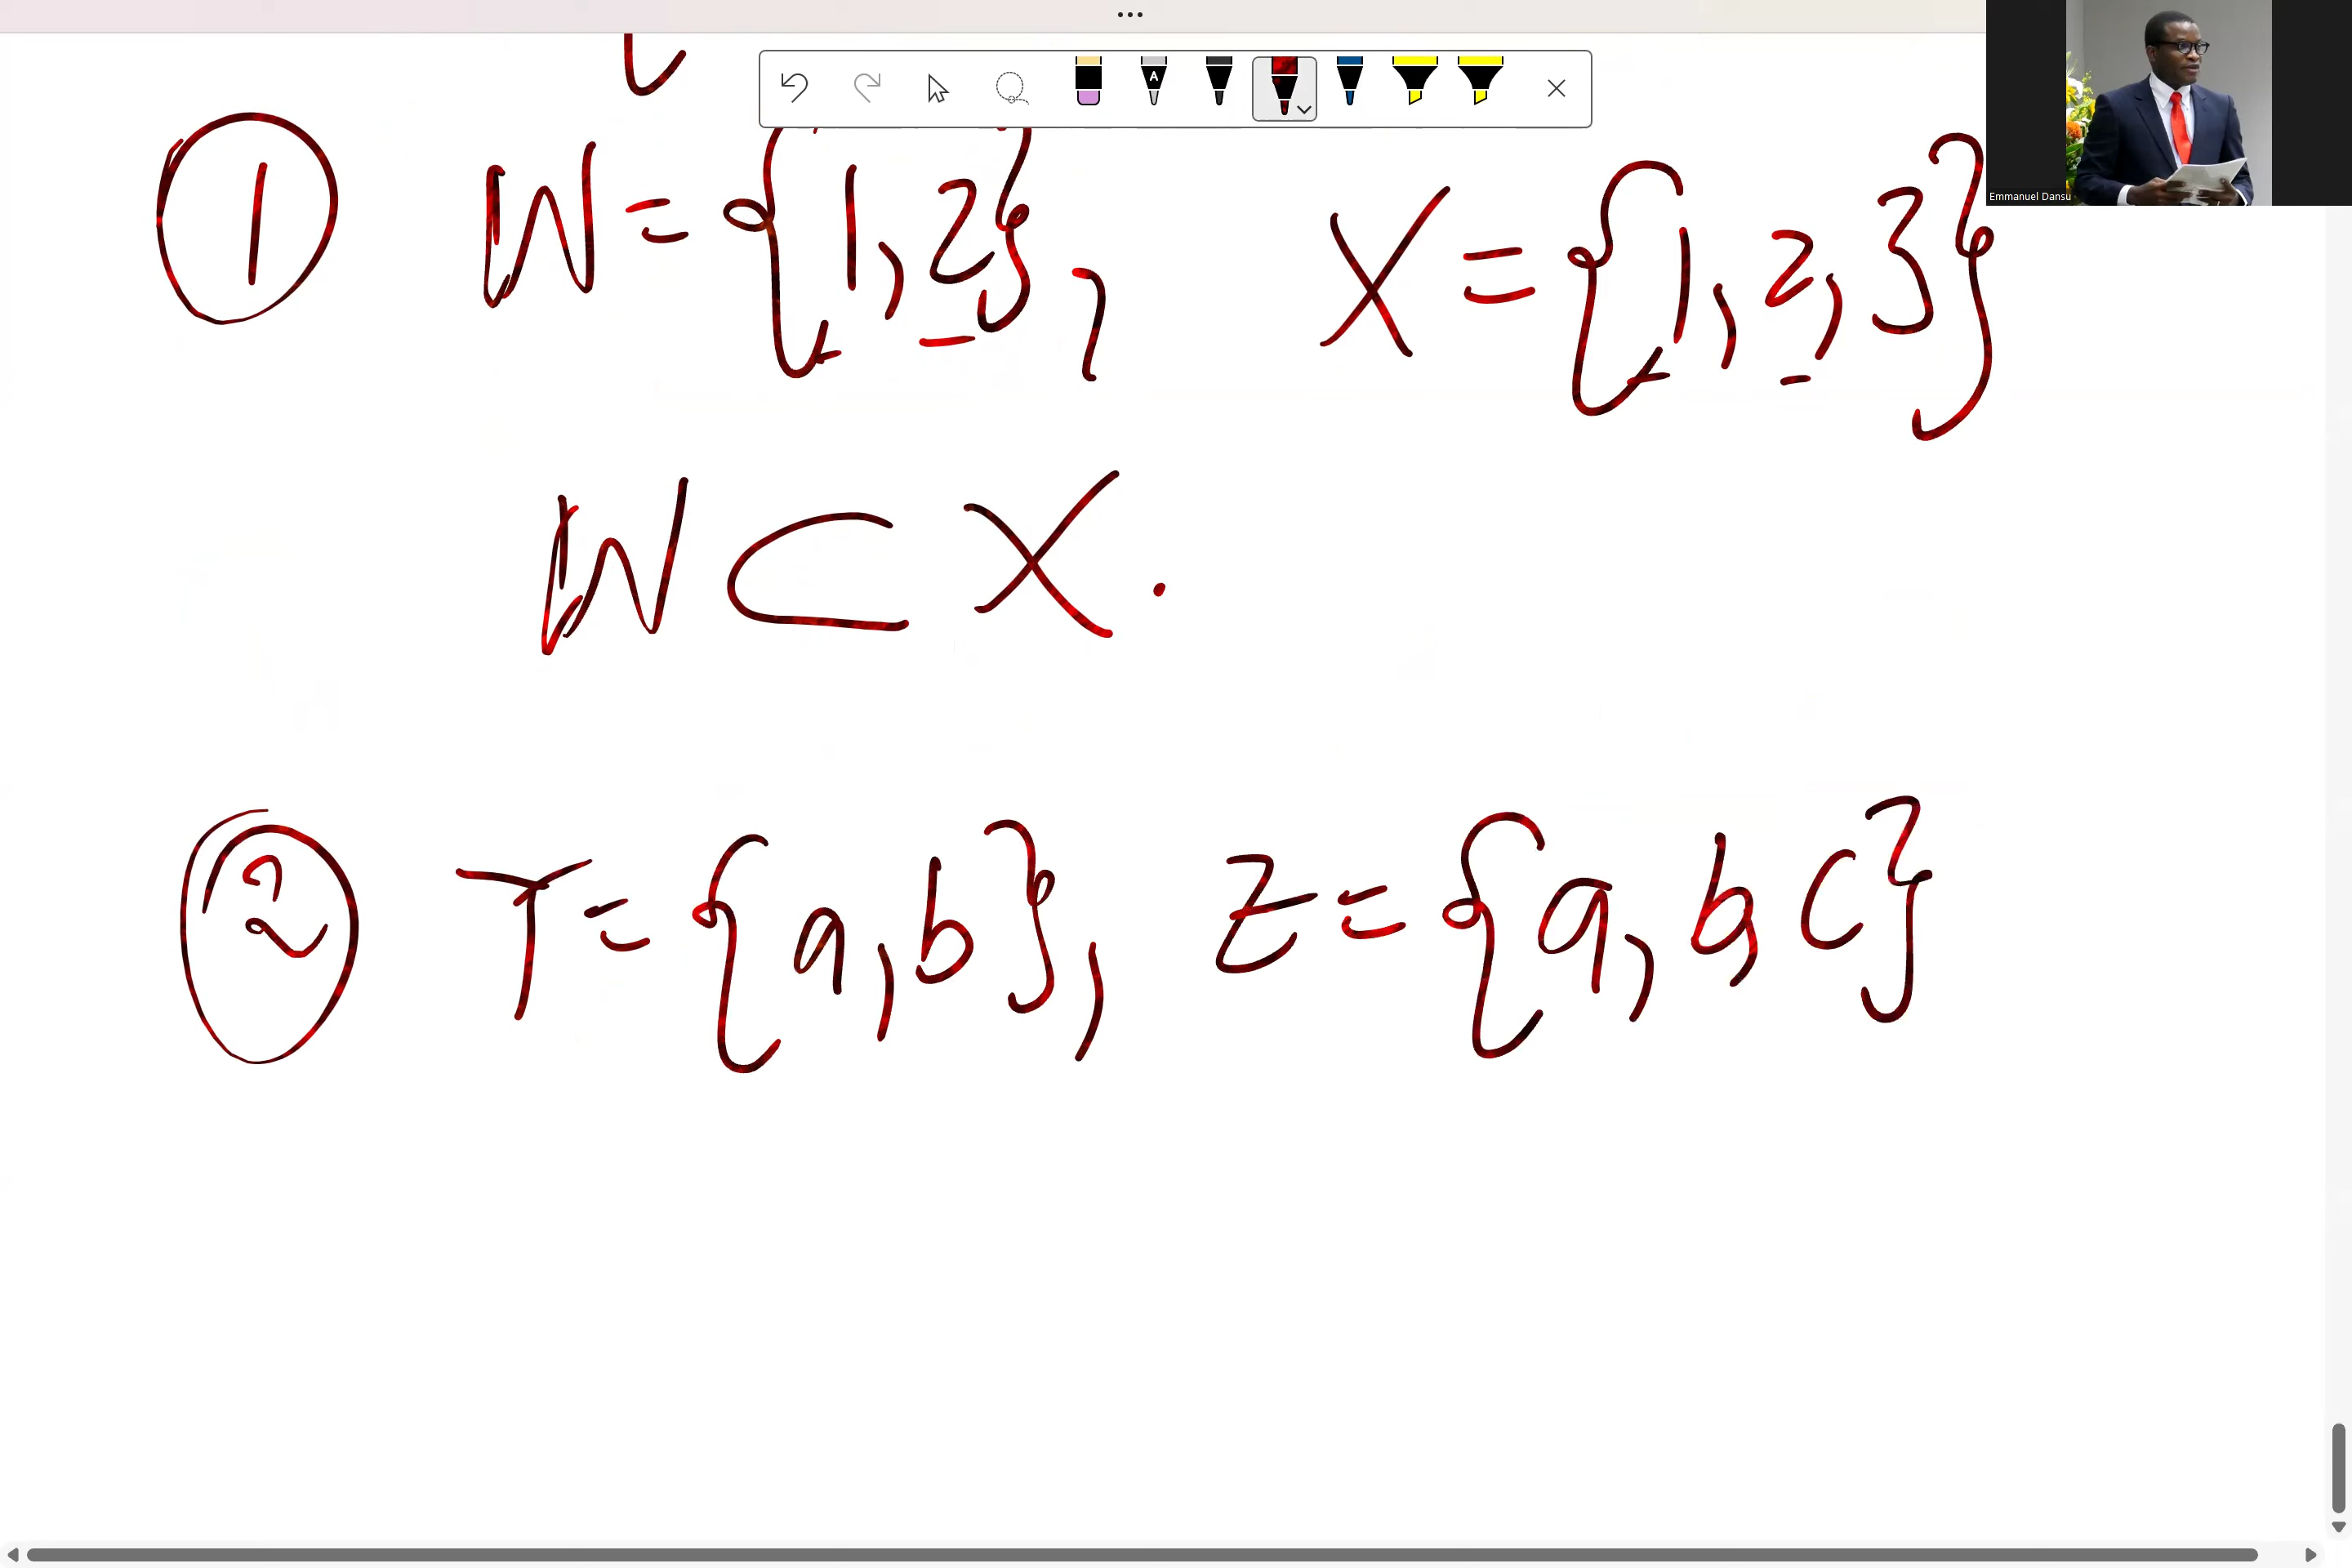 Emmanuel Dansu
1 W = {1, 2}, X = {1, 2, 3}
W ⊂ X.
2 T = {a, b}, Z = {a, b, c}